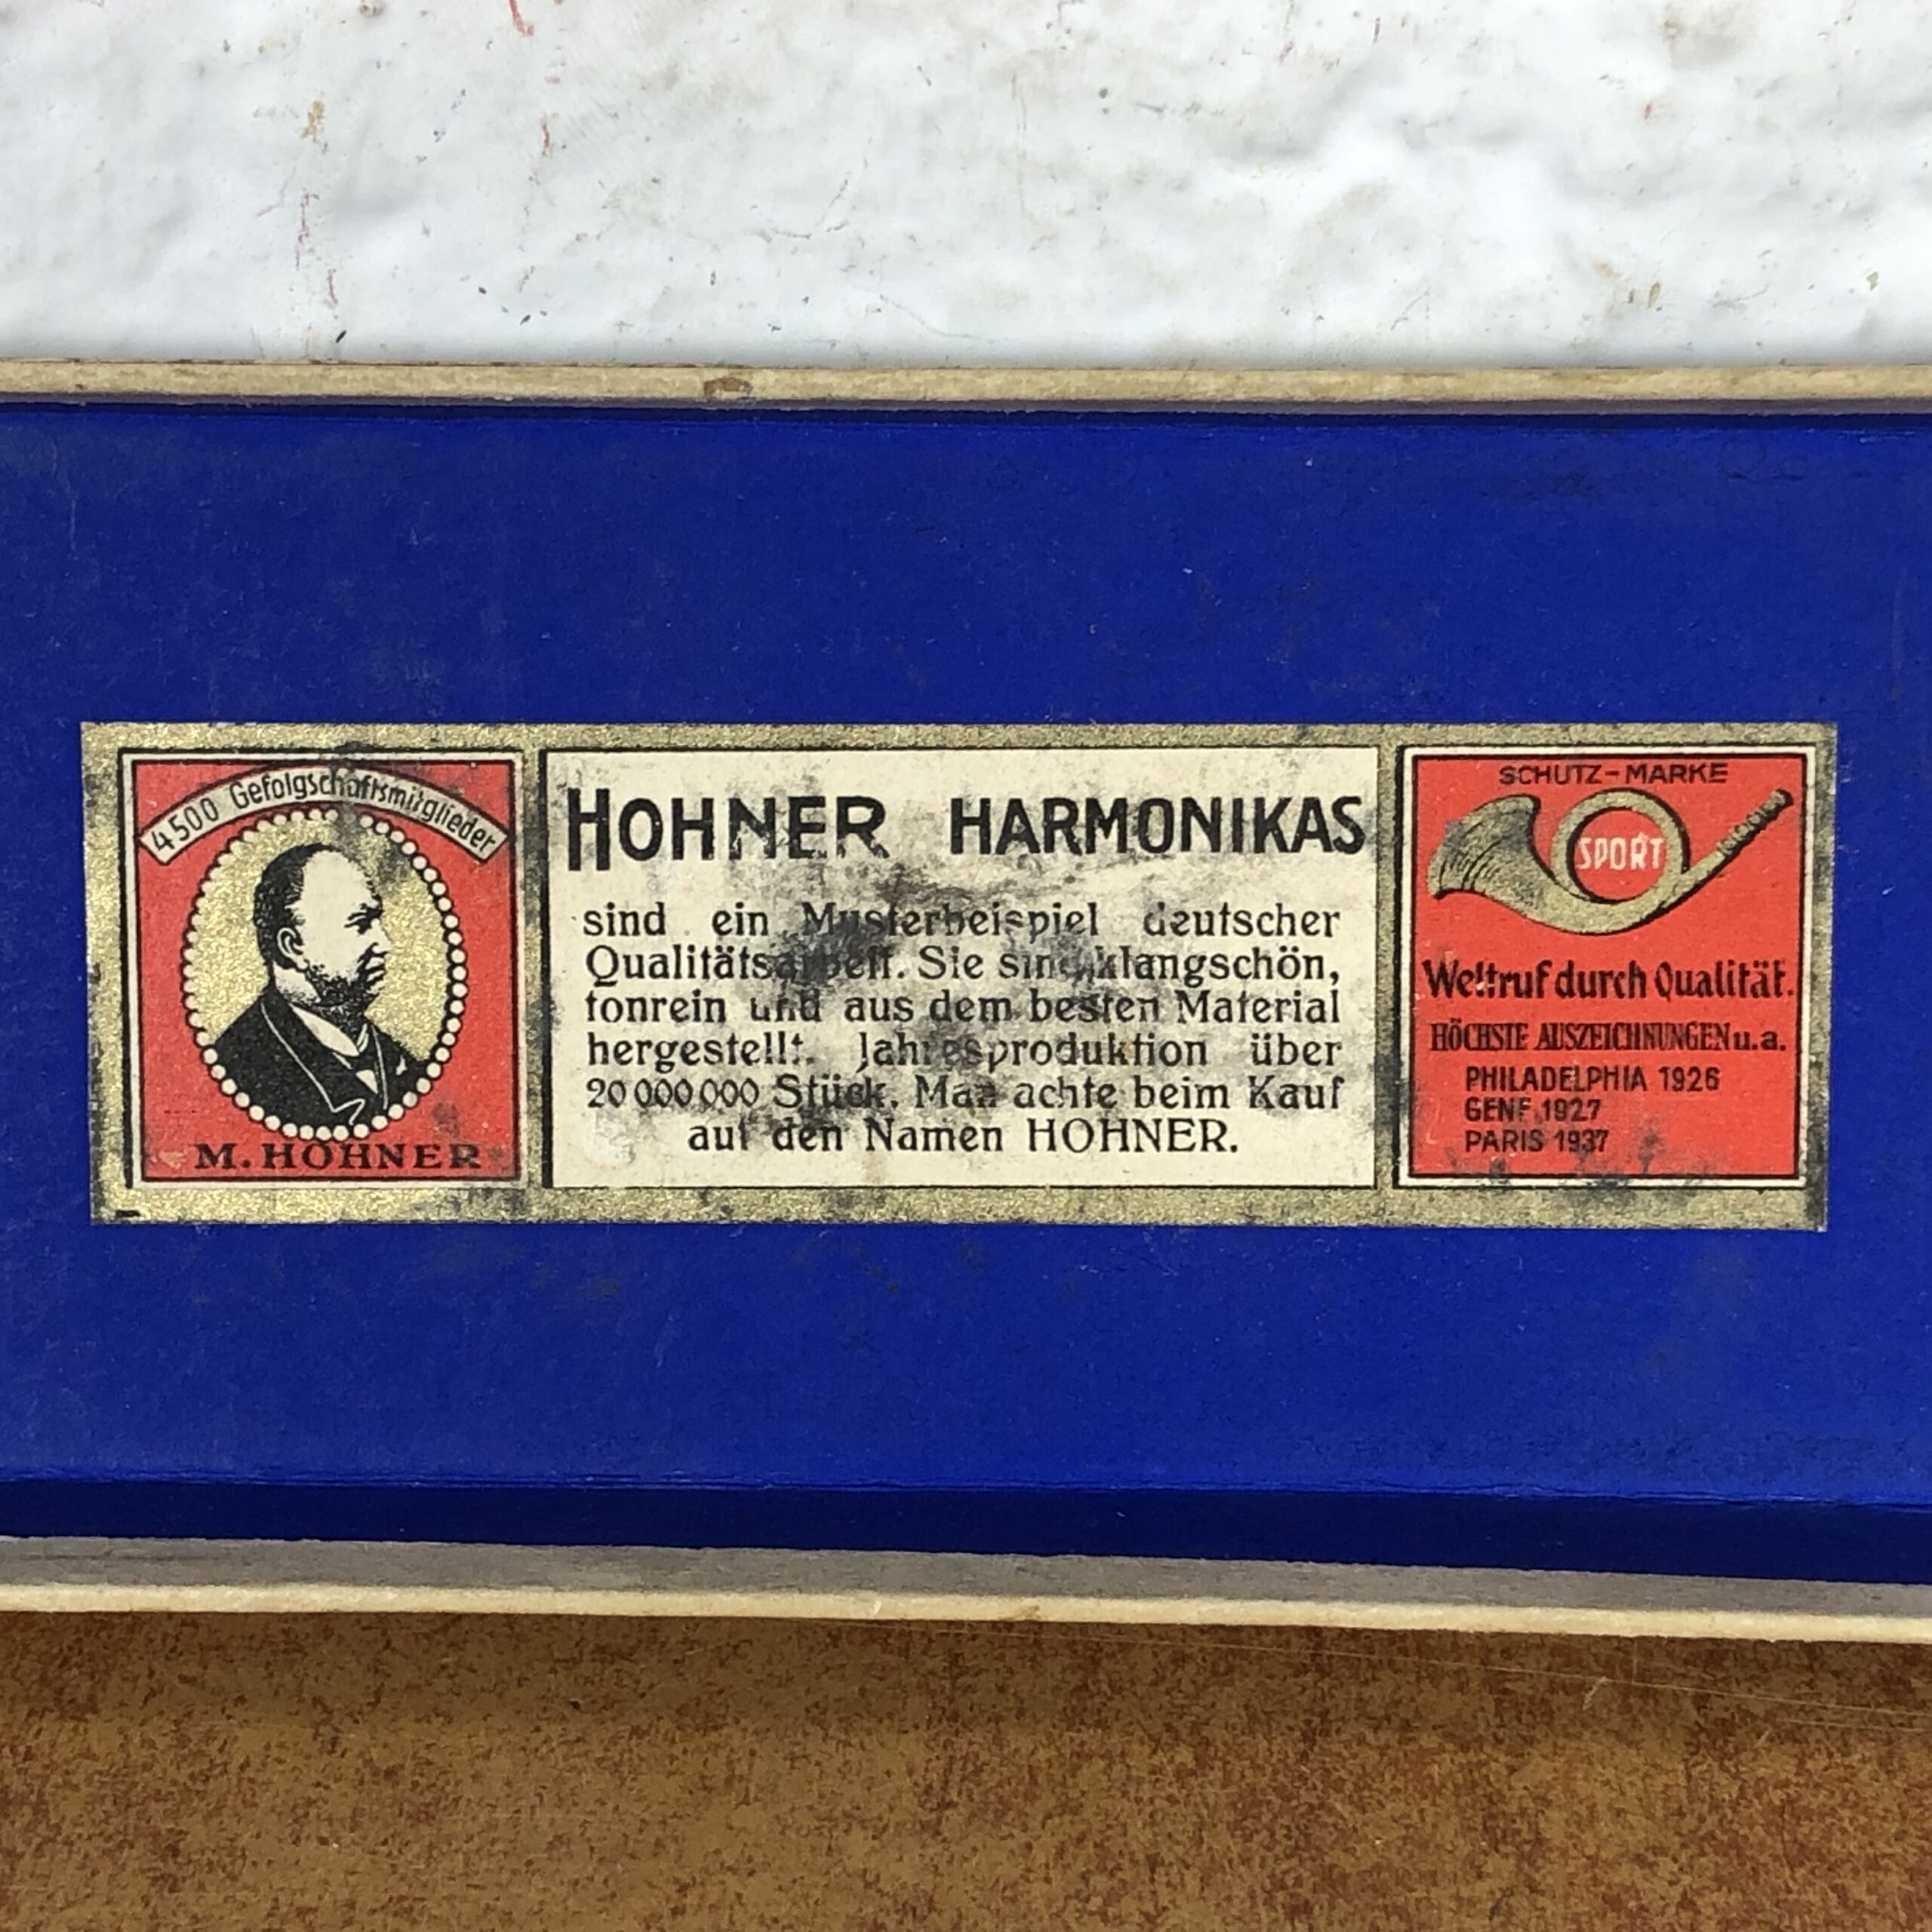 4500 Gefolgschaftsmitglieder
M. HOHNER
HOHNER HARMONIKAS
sind ein Musterbeispiel deutscher
Qualitätsarbeit. Sie sind klangschön,
tonrein und aus dem besten Material
hergestellt. Jahresproduktion über
20 000 000 Stück. Man achte beim Kauf
auf den Namen HOHNER.
SCHUTZ-MARKE
SPORT
Weltruf durch Qualität.
HÖCHSTE AUSZEICHNUNGEN u. a.
PHILADELPHIA 1926
GENF 1927
PARIS 1937